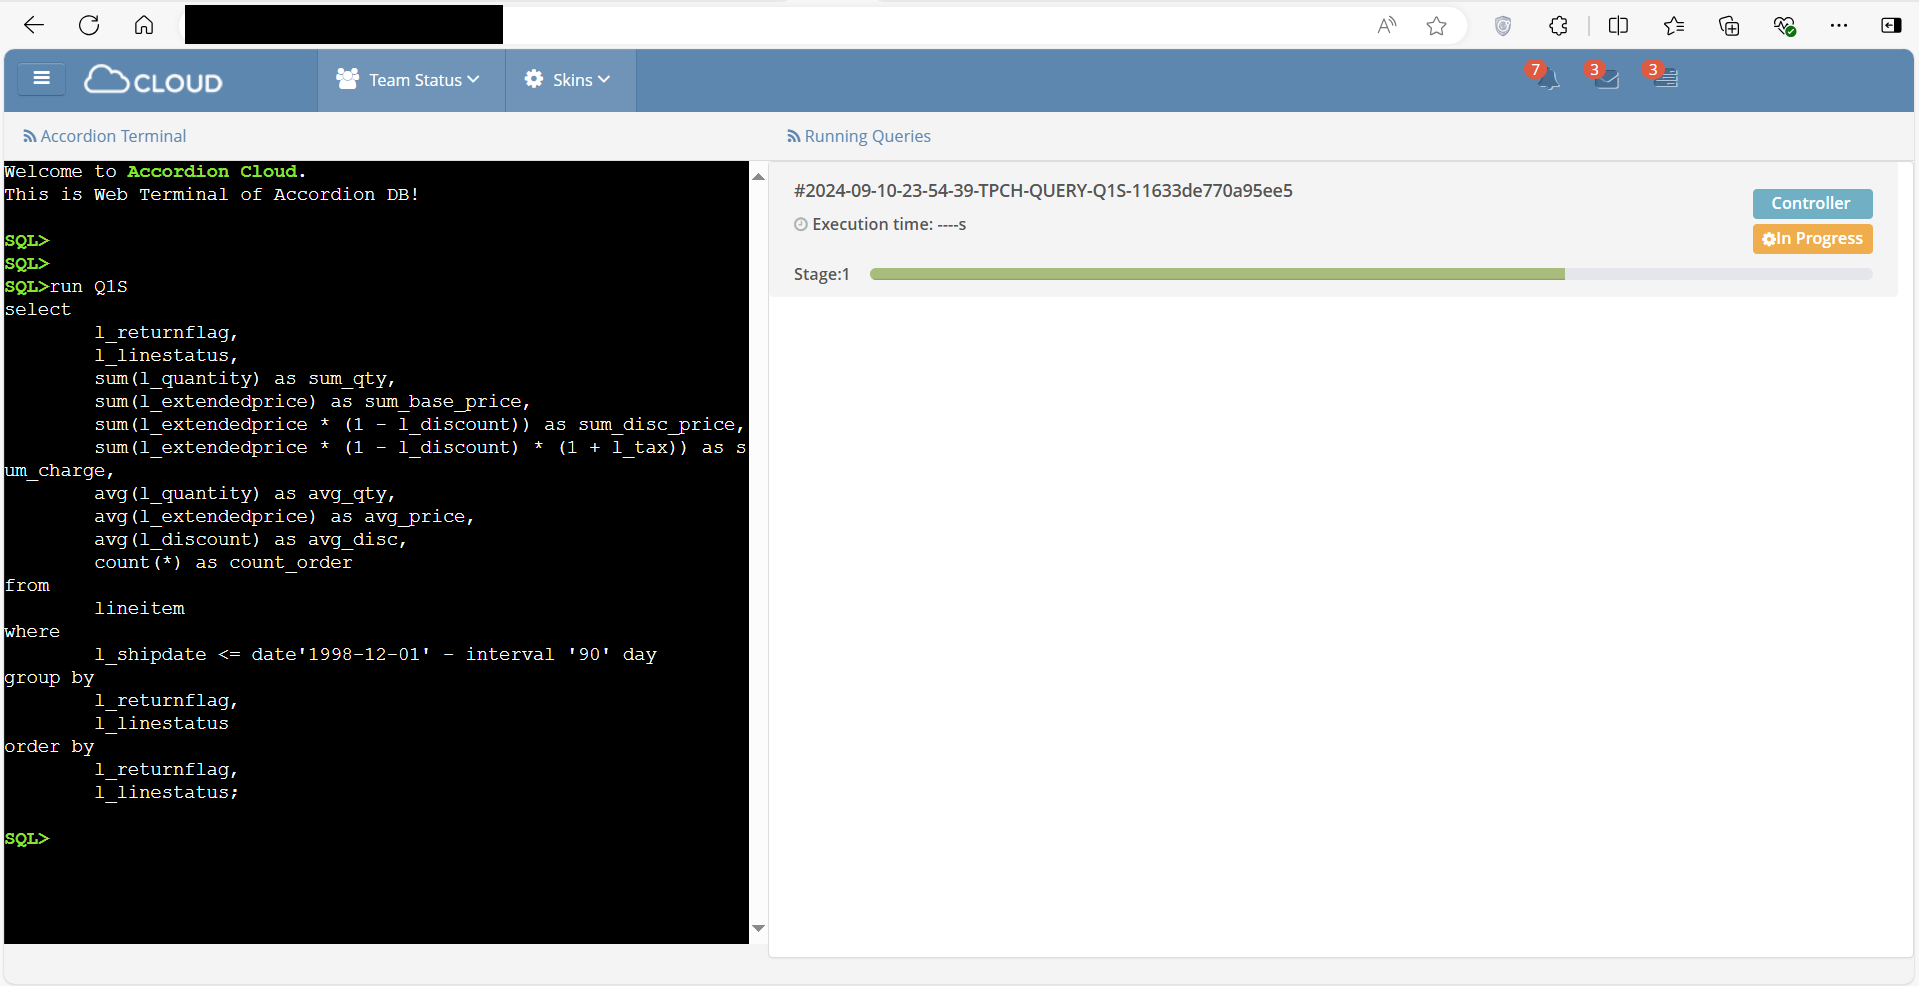 CLOUD
Team Status
Skins
7
3
3
Accordion Terminal
Running Queries
Welcome to Accordion Cloud.
This is Web Terminal of Accordion DB!
SQL>
SQL>
SQL>run Q1S
select
l_returnflag,
l_linestatus,
sum(l_quantity) as sum_qty,
sum(l_extendedprice) as sum_base_price,
sum(l_extendedprice * (1 - l_discount)) as sum_disc_price,
sum(l_extendedprice * (1 - l_discount) * (1 + l_tax)) as s
um_charge,
avg(l_quantity) as avg_qty,
avg(l_extendedprice) as avg_price,
avg(l_discount) as avg_disc,
count(*) as count_order
from
lineitem
where
l_shipdate <= date'1998-12-01' - interval '90' day
group by
l_returnflag,
l_linestatus
order by
l_returnflag,
l_linestatus;
SQL>
#2024-09-10-23-54-39-TPCH-QUERY-Q1S-11633de770a95ee5
Execution time: ----s
Controller
In Progress
Stage:1